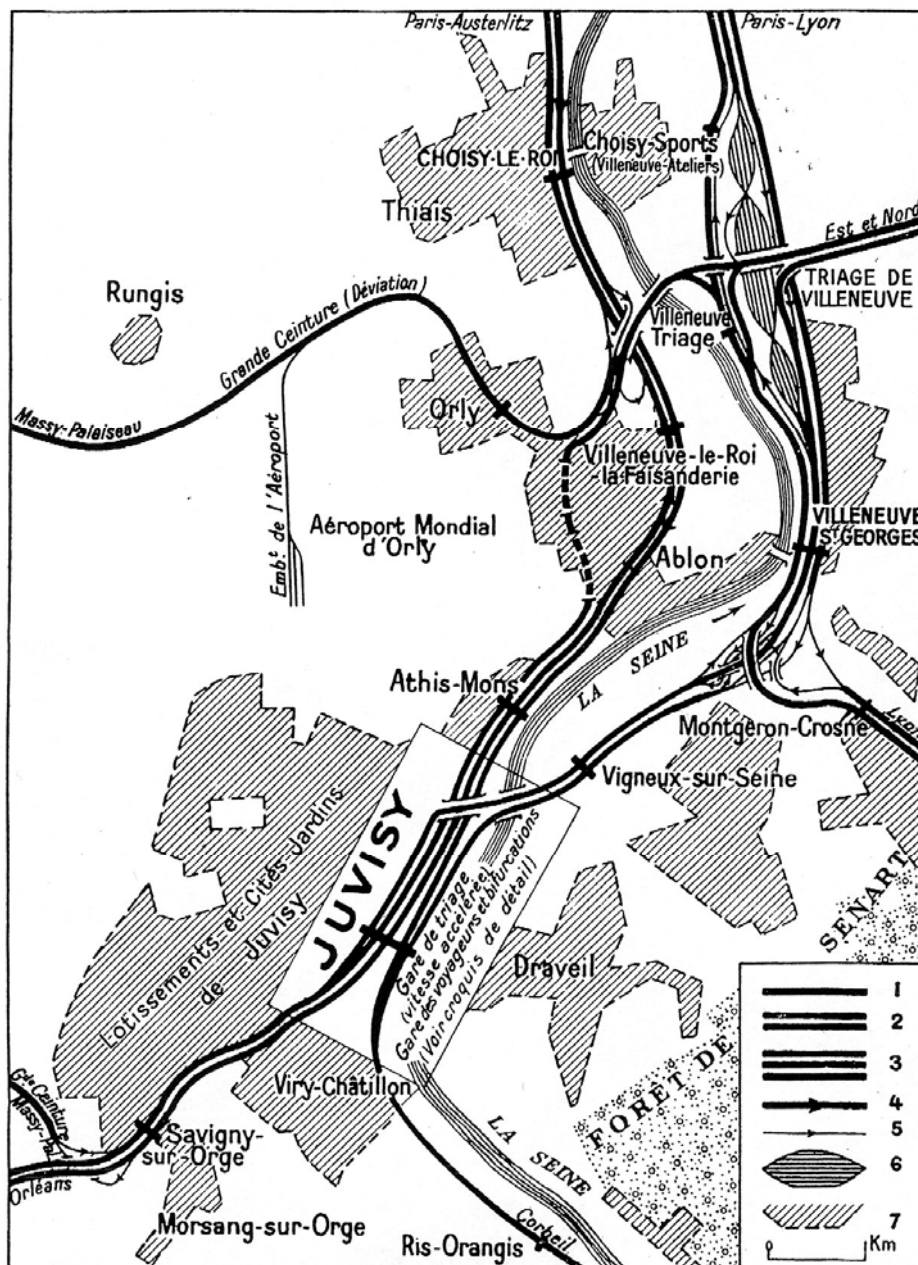 Paris-Austerlitz
Paris-Lyon
CHOISY-LE ROI
Choisy-Sports
(Villeneuve-Ateliers)
Thiais
Est et Nord
TRIAGE DE
VILLENEUVE
Rungis
Grande Ceinture (Déviation)
Villeneuve
Triage
Massy-Palaiseau
Orly
Villeneuve-le-Roi
-la-Faisanderie
Embt. de l'Aéroport
Aéroport Mondial
d'Orly
VILLENEUVE
St GEORGES
Ablon
LA SEINE
Athis-Mons
Montgeron-Crosne
Lyon
Vigneux-sur-Seine
JUVISY
Lotissements et Cités Jardins
de Juvisy
Gare de triage
(vitesse accélérée)
Gare des voyageurs et bifurcations
(Voir croquis de détail)
Draveil
FORÊT DE SENART
Viry-Châtillon
Gde Ceinture
Massy-Pal.
Savigny-
sur-Orge
Orléans
Morsang-sur-Orge
LA SEINE
Ris-Orangis
Corbeil
1
2
3
4
5
6
7
0
1
Km